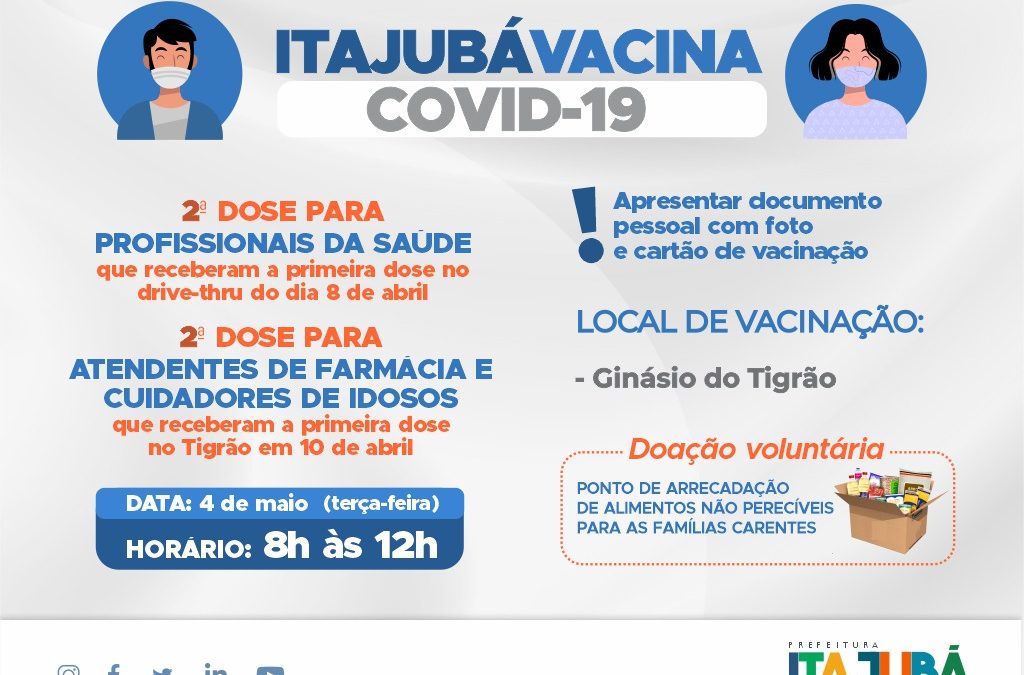 ITAJUBÁVACINA
COVID-19
2ª DOSE PARA
PROFISSIONAIS DA SAÚDE
que receberam a primeira dose no
drive-thru do dia 8 de abril
2ª DOSE PARA
ATENDENTES DE FARMÁCIA E
CUIDADORES DE IDOSOS
que receberam a primeira dose
no Tigrão em 10 de abril
DATA: 4 de maio (terça-feira)
HORÁRIO: 8h às 12h
! Apresentar documento
pessoal com foto
e cartão de vacinação
LOCAL DE VACINAÇÃO:
- Ginásio do Tigrão
Doação voluntária
PONTO DE ARRECADAÇÃO
DE ALIMENTOS NÃO PERECÍVEIS
PARA AS FAMÍLIAS CARENTES
PREFEITURA
ITAJUBÁ